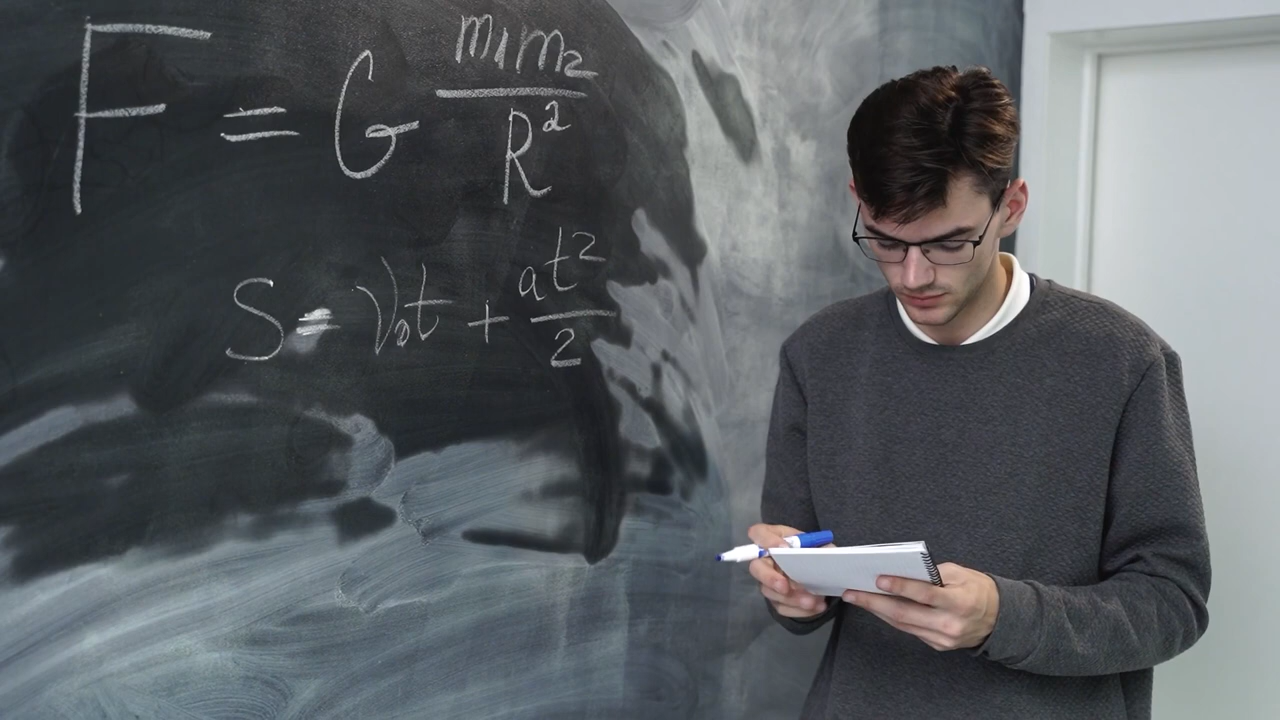 F = G m₁m₂ / R²
S = V₀t + at² / 2